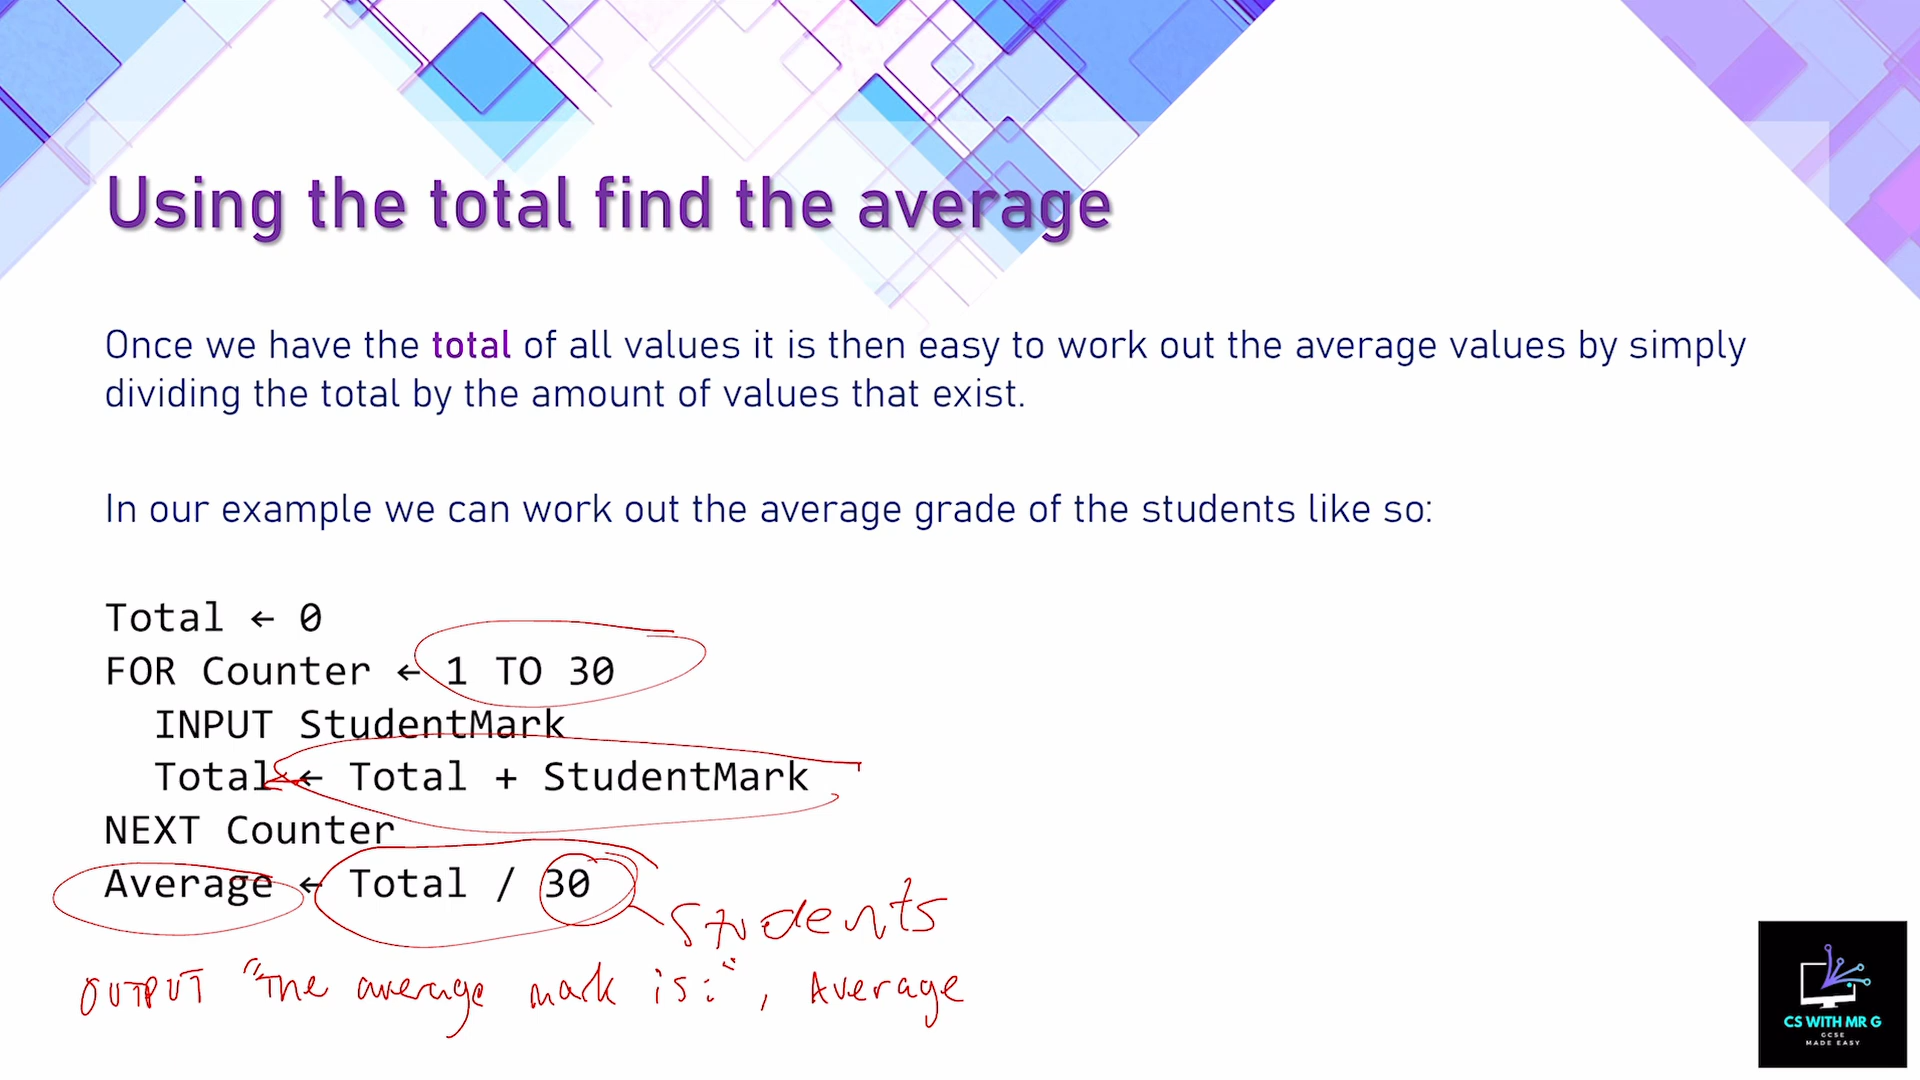 Using the total find the average
Once we have the total of all values it is then easy to work out the average values by simply
dividing the total by the amount of values that exist.
In our example we can work out the average grade of the students like so:
Total ← 0
FOR Counter ← 1 TO 30
INPUT StudentMark
Total ← Total + StudentMark
NEXT Counter
Average ← Total / 30
Students
OUTPUT "The average mark is:", Average
CS WITH MR G
GCSE
MADE EASY